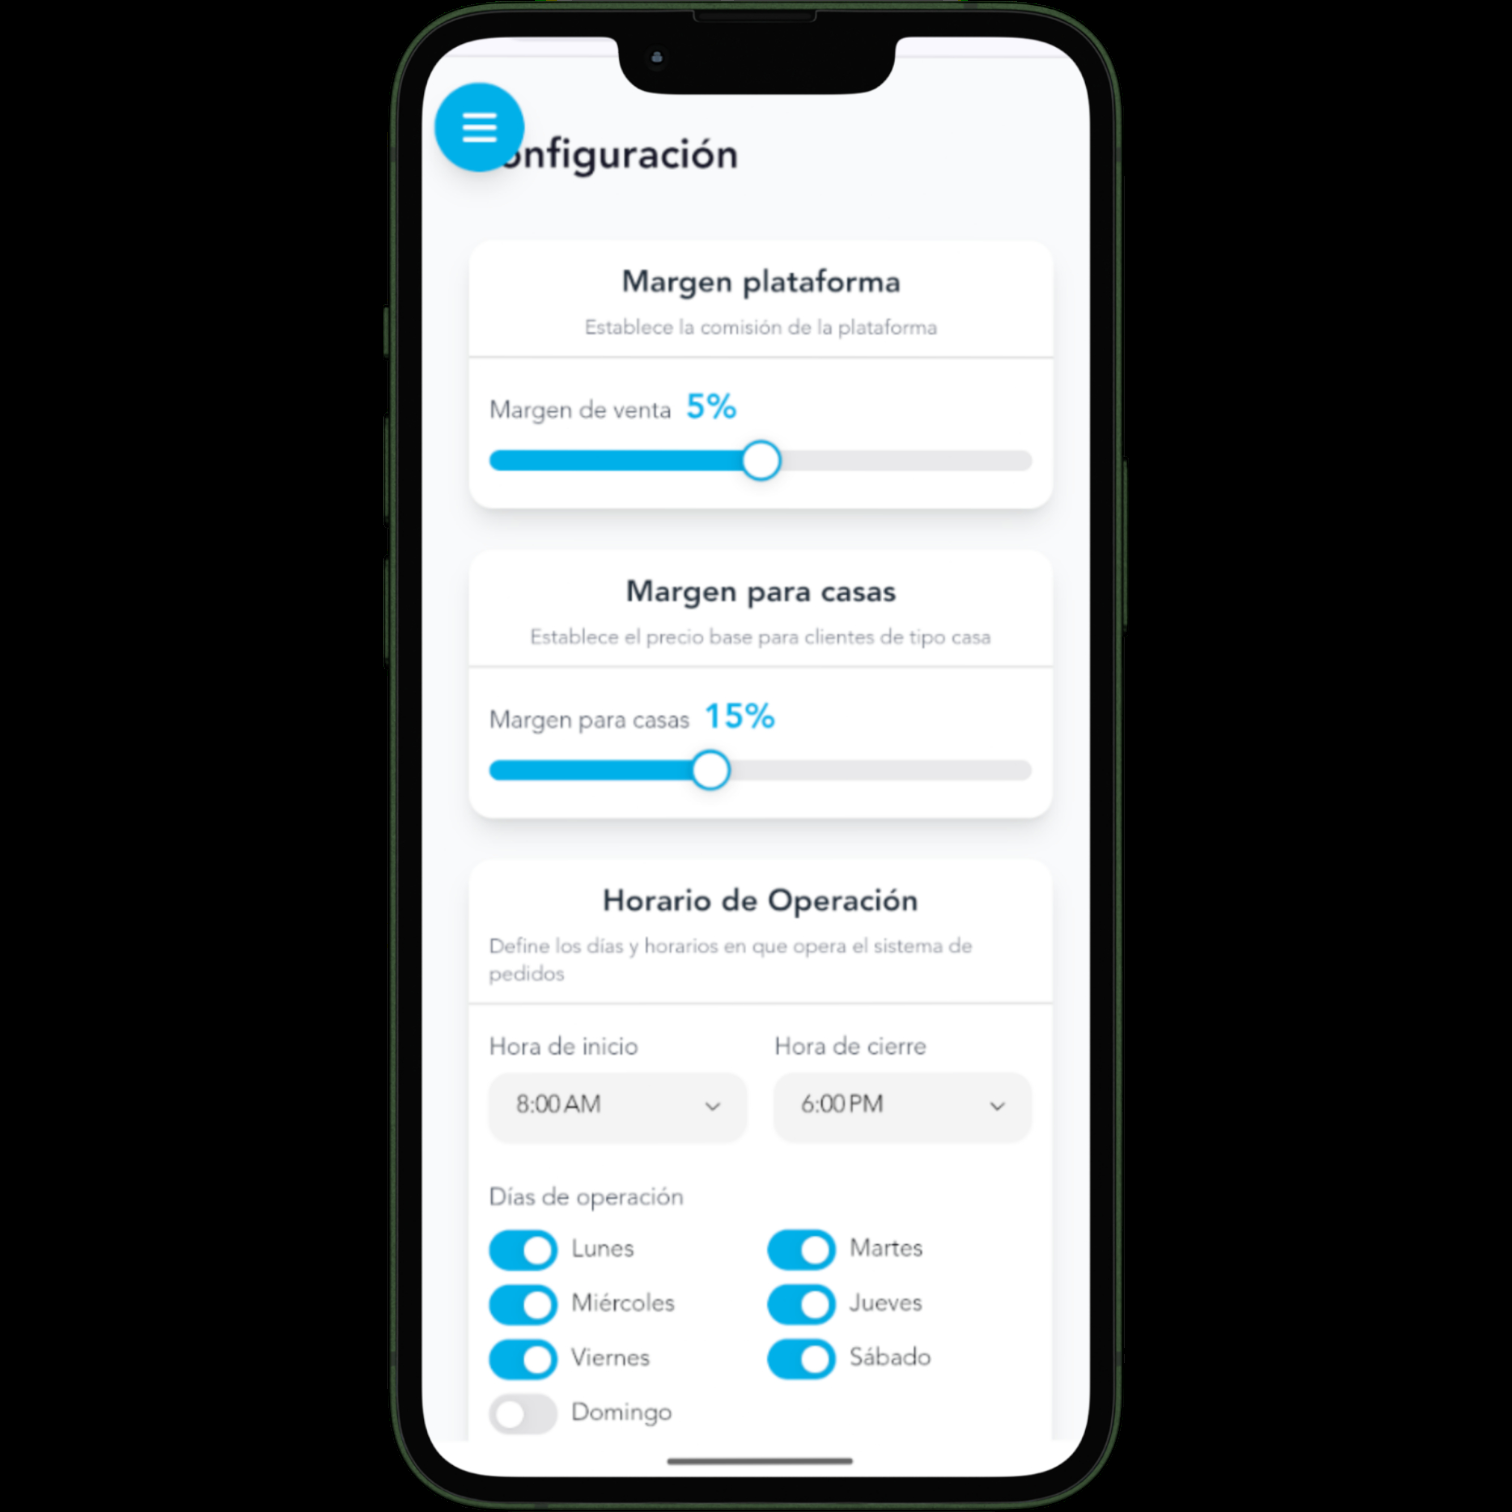 onfiguración
Margen plataforma
Establece la comisión de la plataforma
Margen de venta 5%
Margen para casas
Establece el precio base para clientes de tipo casa
Margen para casas 15%
Horario de Operación
Define los días y horarios en que opera el sistema de
pedidos
Hora de inicio Hora de cierre
8:00 AM 6:00 PM
Días de operación
Lunes Martes
Miércoles Jueves
Viernes Sábado
Domingo